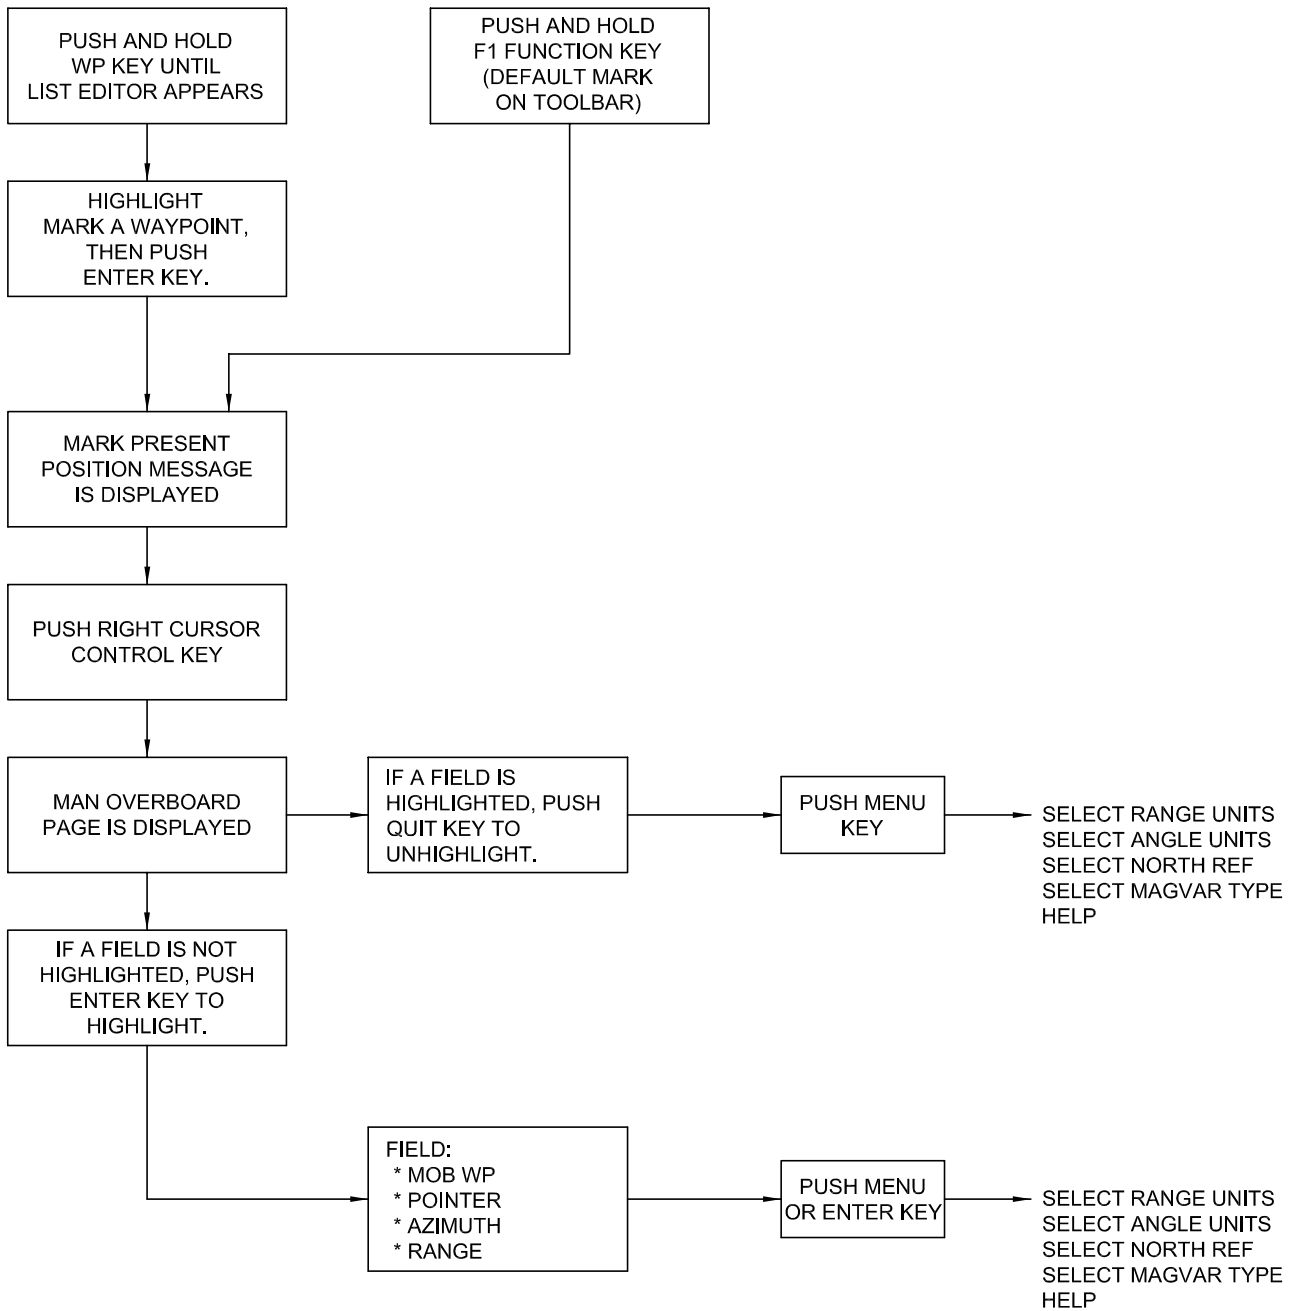 PUSH AND HOLD
WP KEY UNTIL
LIST EDITOR APPEARS
PUSH AND HOLD
F1 FUNCTION KEY
(DEFAULT MARK
ON TOOLBAR)
HIGHLIGHT
MARK A WAYPOINT,
THEN PUSH
ENTER KEY.
MARK PRESENT
POSITION MESSAGE
IS DISPLAYED
PUSH RIGHT CURSOR
CONTROL KEY
MAN OVERBOARD
PAGE IS DISPLAYED
IF A FIELD IS
HIGHLIGHTED, PUSH
QUIT KEY TO
UNHIGHLIGHT.
PUSH MENU
KEY
SELECT RANGE UNITS
SELECT ANGLE UNITS
SELECT NORTH REF
SELECT MAGVAR TYPE
HELP
IF A FIELD IS NOT
HIGHLIGHTED, PUSH
ENTER KEY TO
HIGHLIGHT.
FIELD:
* MOB WP
* POINTER
* AZIMUTH
* RANGE
PUSH MENU
OR ENTER KEY
SELECT RANGE UNITS
SELECT ANGLE UNITS
SELECT NORTH REF
SELECT MAGVAR TYPE
HELP